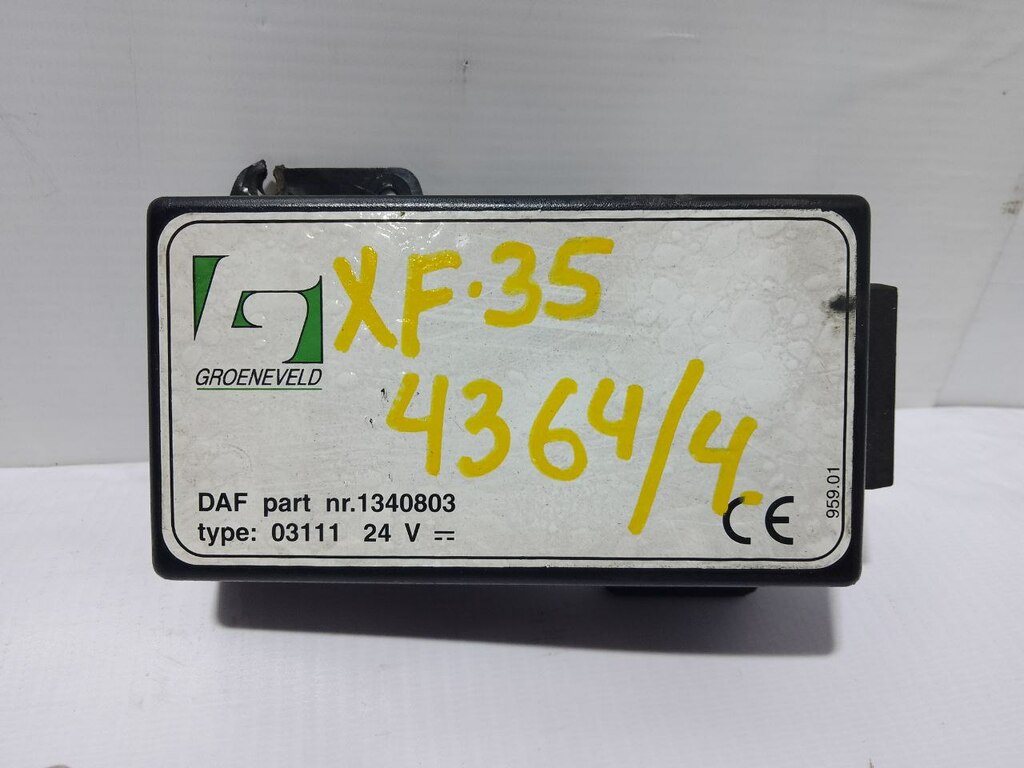 XF·35
GROENEVELD
4364/4
DAF part nr.1340803
type: 03111 24 V ⎓
CE
959.01